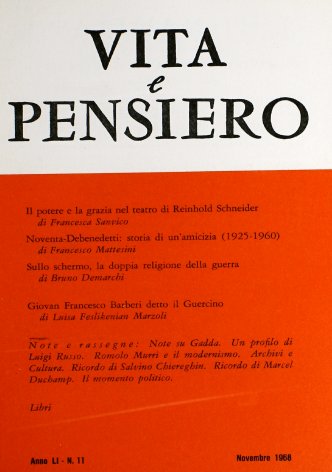 VITA
e
PENSIERO
Il potere e la grazia nel teatro di Reinhold Schneider
di Francesca Sanvico
Noventa-Debenedetti: storia di un'amicizia (1925-1960)
di Francesco Mattesini
Sullo schermo, la doppia religione della guerra
di Bruno Demarchi
Giovan Francesco Barberi detto il Guercino
di Luisa Feslikenian Marzoli
Note e rassegne: Note su Gadda. Un profilo di
Luigi Russo. Romolo Murri e il modernismo. Archivi e
Cultura. Ricordo di Salvino Chiereghin. Ricordo di Marcel
Duchamp. Il momento politico.
Libri
Anno LI - N. 11
Novembre 1968